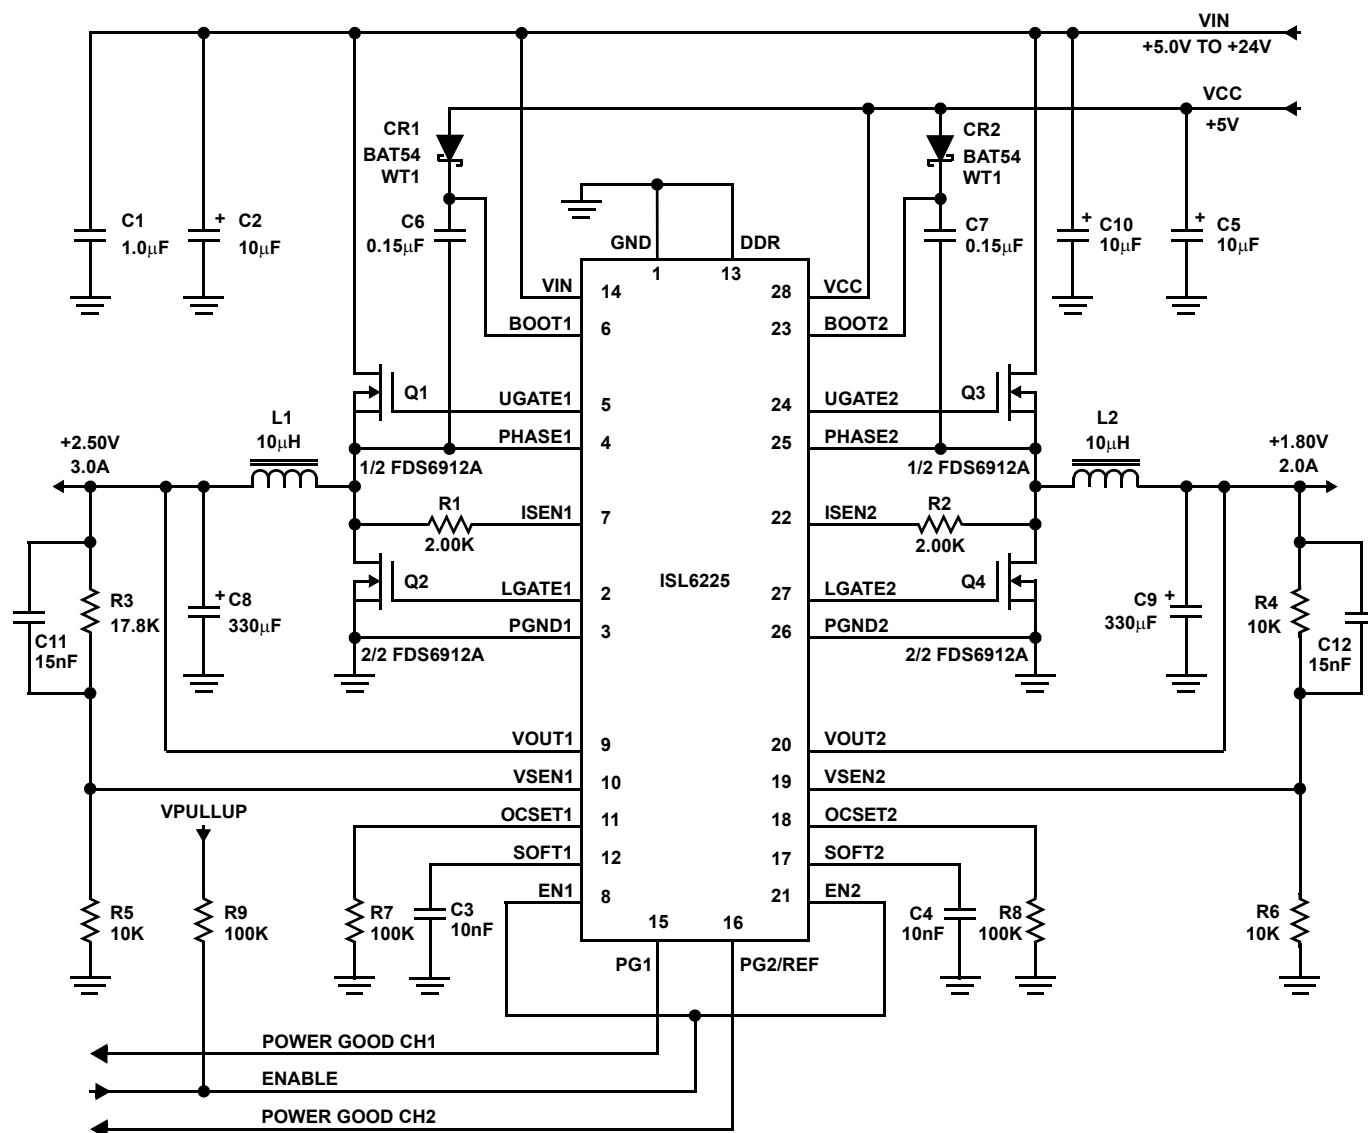 VIN
+5.0V TO +24V
VCC
+5V
CR1
BAT54
WT1
CR2
BAT54
WT1
C1
1.0µF
+ C2
10µF
C6
0.15µF
GND
DDR
C7
0.15µF
+ C10
10µF
+ C5
10µF
1
13
VIN
14
28
VCC
BOOT1
6
23
BOOT2
Q1
UGATE1
5
24
UGATE2
Q3
L1
10µH
PHASE1
4
25
PHASE2
L2
10µH
+2.50V
3.0A
1/2 FDS6912A
1/2 FDS6912A
+1.80V
2.0A
R1
2.00K
ISEN1
7
22
ISEN2
R2
2.00K
ISL6225
Q2
LGATE1
2
27
LGATE2
Q4
R3
17.8K
+ C8
330µF
C9 +
330µF
R4
10K
C11
15nF
C12
15nF
PGND1
3
26
PGND2
2/2 FDS6912A
2/2 FDS6912A
VOUT1
9
20
VOUT2
VSEN1
10
19
VSEN2
VPULLUP
OCSET1
11
18
OCSET2
SOFT1
12
17
SOFT2
EN1
8
21
EN2
R5
10K
R9
100K
R7
100K
C3
10nF
15
16
C4
10nF
R8
100K
R6
10K
PG1
PG2/REF
POWER GOOD CH1
ENABLE
POWER GOOD CH2